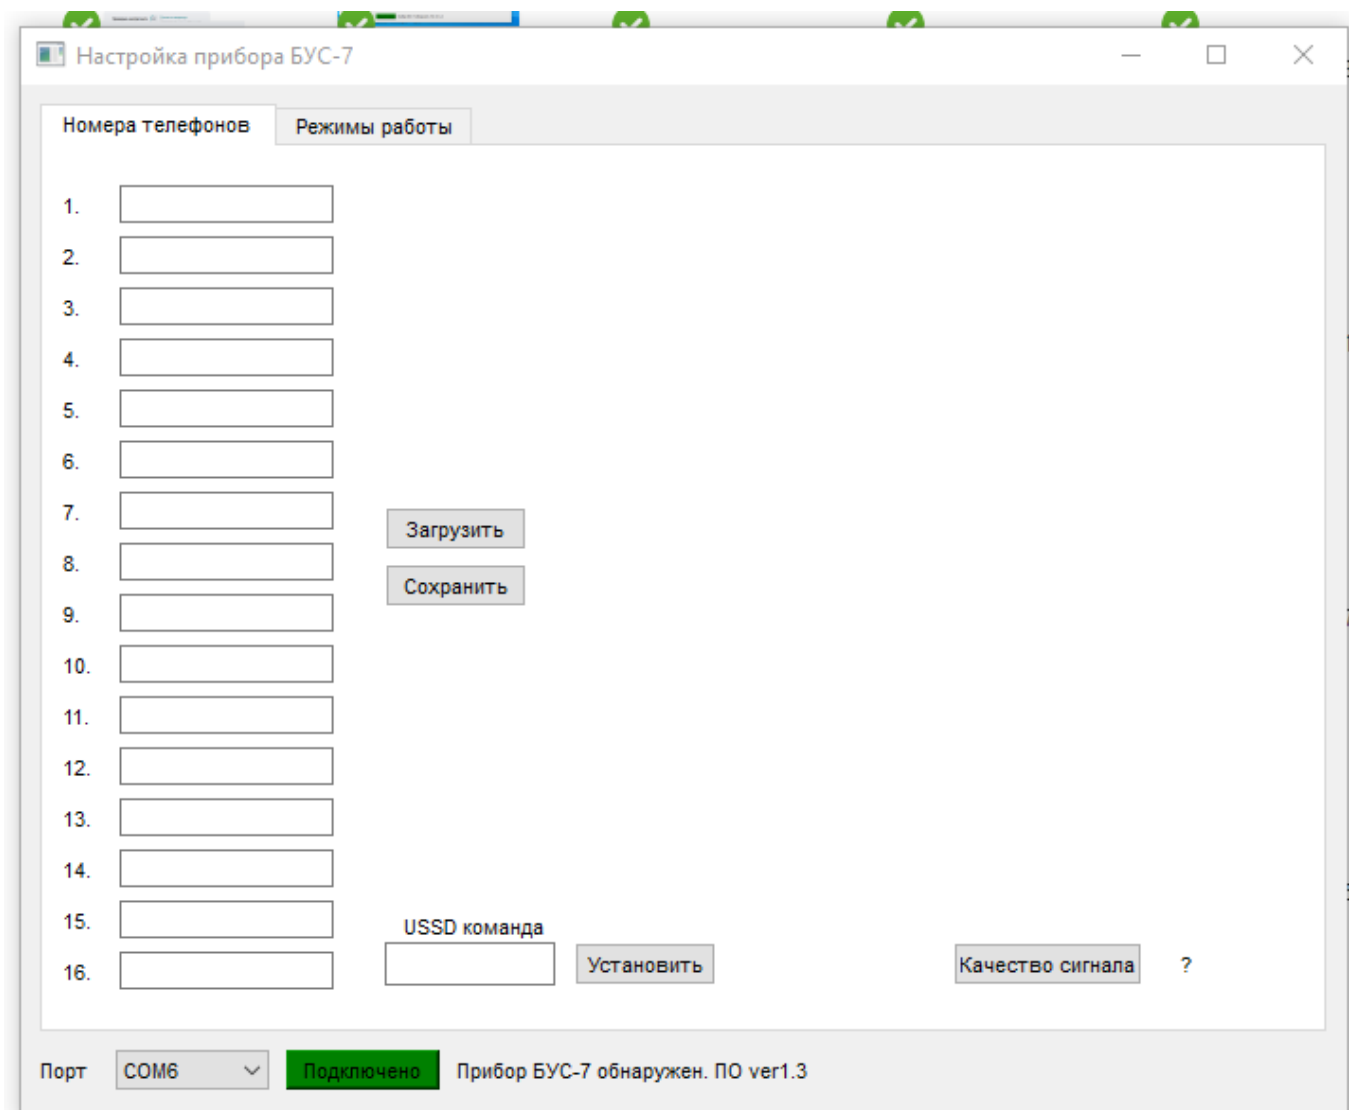 Настройка прибора БУС-7
Номера телефонов Режимы работы
1.
2.
3.
4.
5.
6.
7.
Загрузить
8.
Сохранить
9.
10.
11.
12.
13.
14.
15.
USSD команда
16.
Установить
Качество сигнала ?
Порт COM6 Подключено Прибор БУС-7 обнаружен. ПО ver1.3